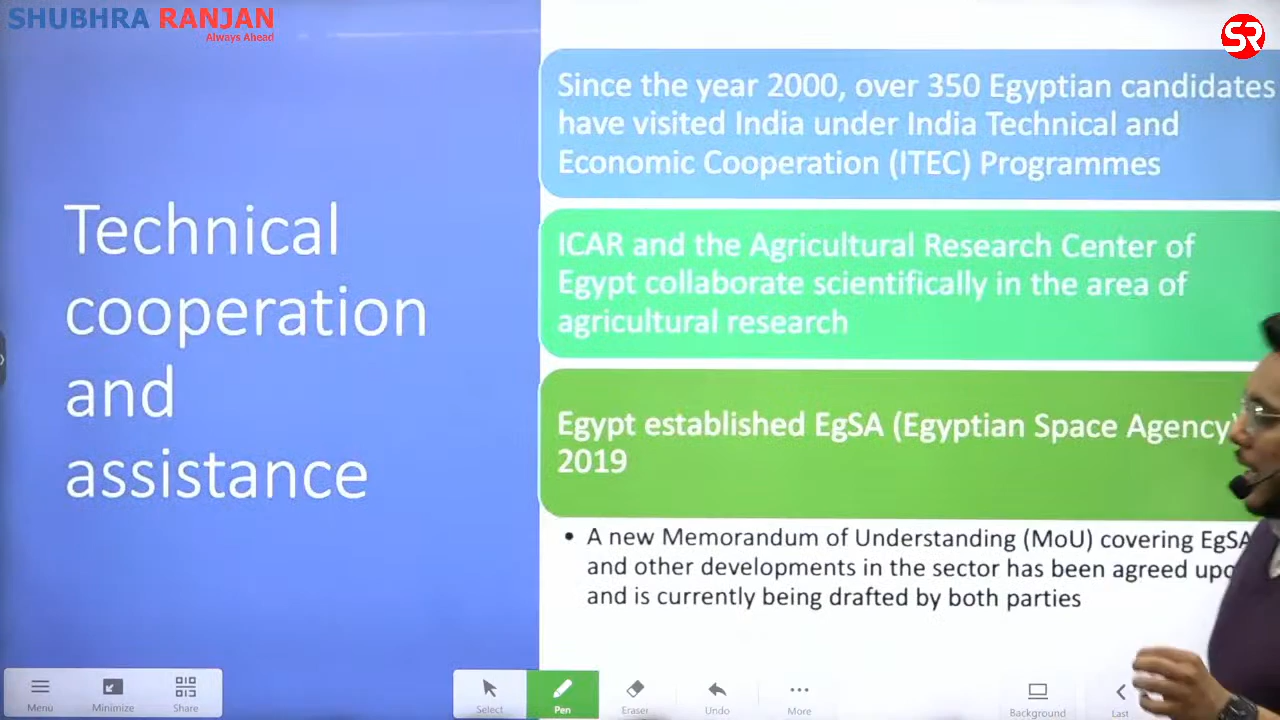 SHUBHRA RANJAN
Always Ahead
SR
Technical
cooperation
and
assistance
Since the year 2000, over 350 Egyptian candidates
have visited India under India Technical and
Economic Cooperation (ITEC) Programmes
ICAR and the Agricultural Research Center of
Egypt collaborate scientifically in the area of
agricultural research
Egypt established EgSA (Egyptian Space Agency)
2019
• A new Memorandum of Understanding (MoU) covering EgSA
and other developments in the sector has been agreed
and is currently being drafted by both parties
Menu Minimize Share Select Pen Eraser Undo More Background Last